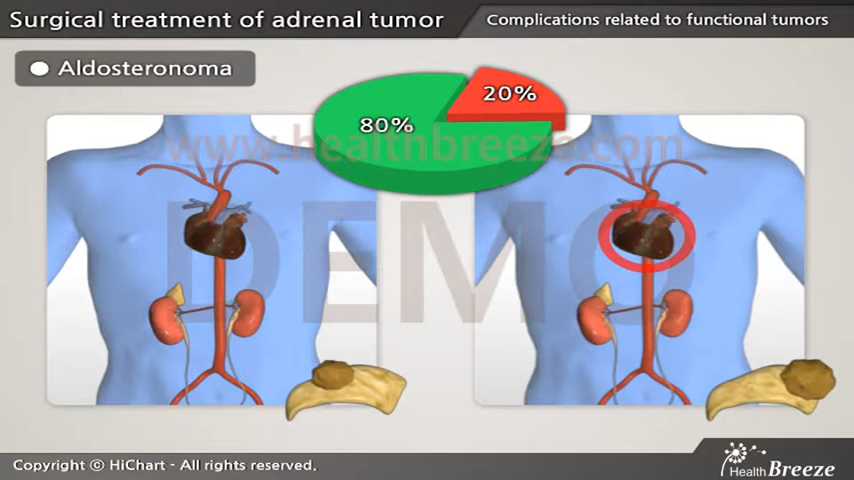 Surgical treatment of adrenal tumor
Complications related to functional tumors
Aldosteronoma
20%
80%
www.healthbreeze.com
DEMO
Copyright © HiChart - All rights reserved.
Health Breeze